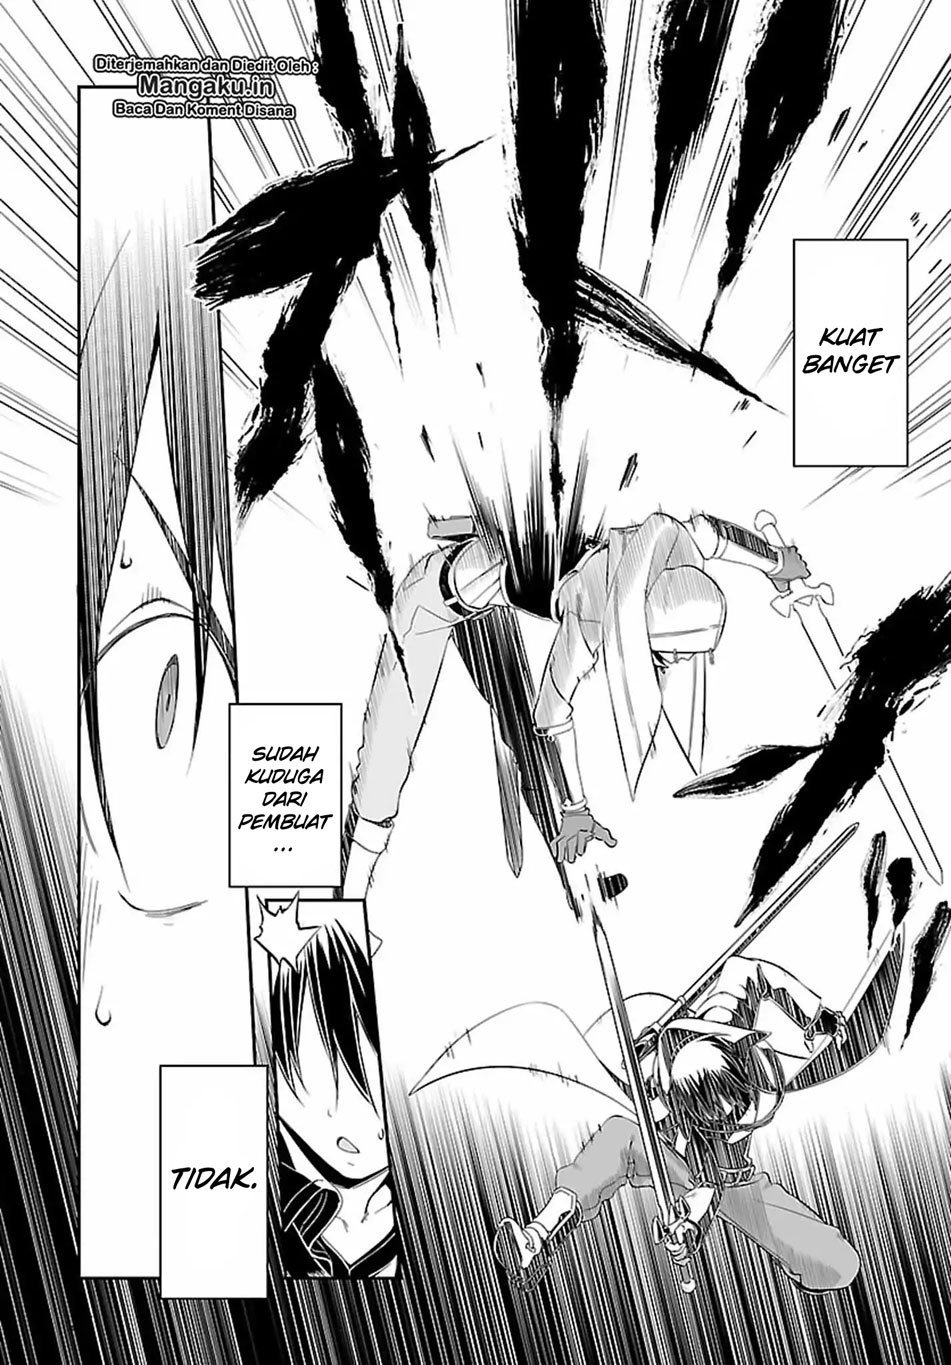 Diterjemahkan dan Diedit Oleh :
Mangaku.in
Baca Dan Koment Disana
KUAT
BANGET
SUDAH
KUDUGA
DARI
PEMBUAT
...
TIDAK.